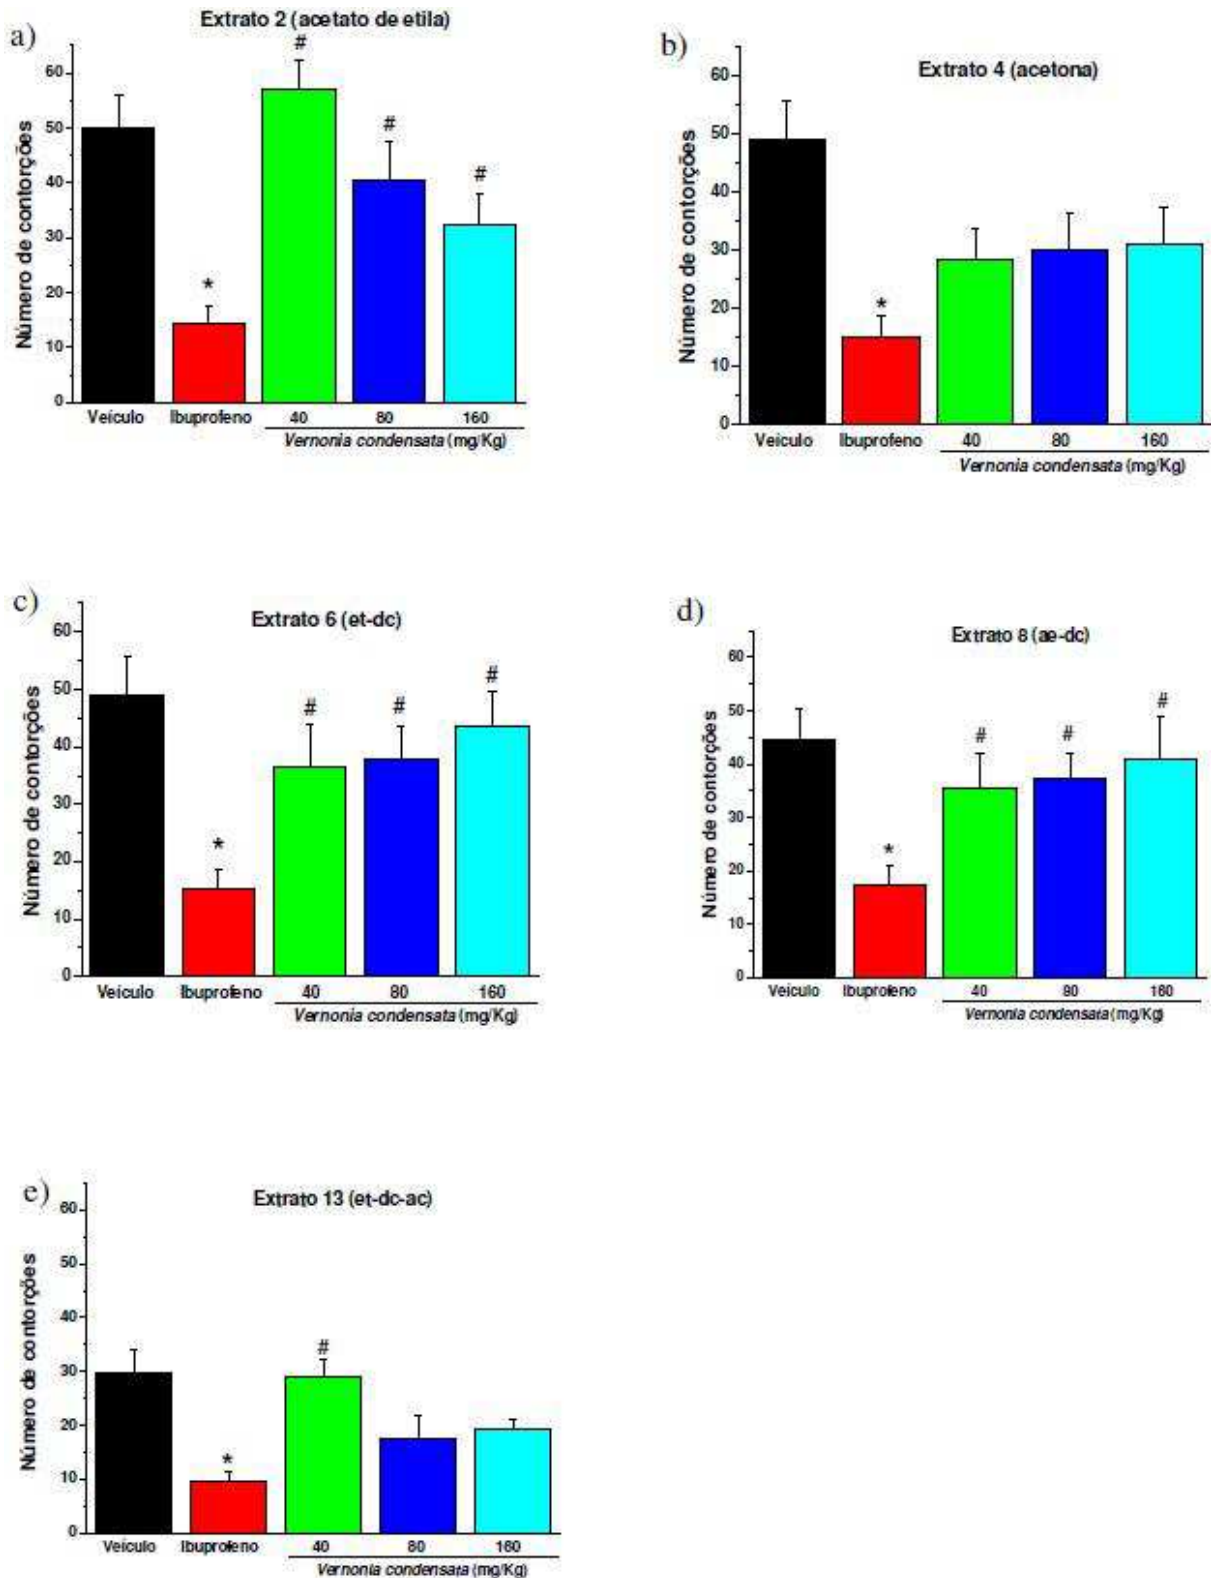 a)
Extrato 2 (acetato de etila)
Número de contorções
60
50
40
30
20
10
0
*
#
#
#
Veículo Ibuprofeno 40 80 160
Vernonia condensata (mg/Kg)
b)
Extrato 4 (acetona)
Número de contorções
60
50
40
30
20
10
0
*
Veículo Ibuprofeno 40 80 160
Vernonia condensata (mg/Kg)
c)
Extrato 6 (et-dc)
Número de contorções
60
50
40
30
20
10
0
*
#
#
#
Veículo Ibuprofeno 40 80 160
Vernonia condensata (mg/Kg)
d)
Extrato 8 (ae-dc)
Número de contorções
60
50
40
30
20
10
0
*
#
#
#
Veículo Ibuprofeno 40 80 160
Vernonia condensata (mg/Kg)
e)
Extrato 13 (et-dc-ac)
Número de contorções
60
50
40
30
20
10
0
*
#
Veículo Ibuprofeno 40 80 160
Vernonia condensata (mg/Kg)